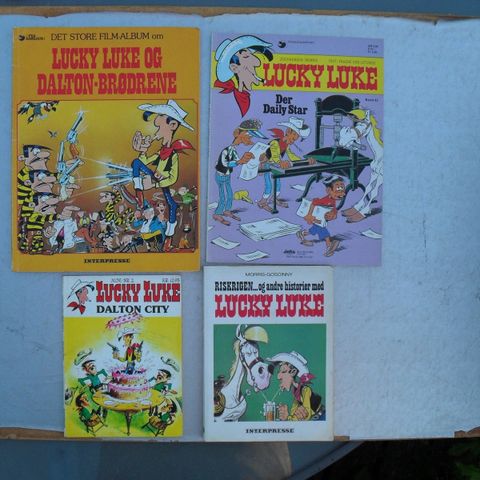 DET STORE FILM-ALBUM om
LUCKY LUKE OG
DALTON-BRØDRENE
INTERPRESSE
LUCKY LUKE
Der
Daily Star
LUCKY LUKE
DALTON CITY
MORRIS-GOSCINNY
RISKRIGEN...og andre historier med
LUCKY LUKE
INTERPRESSE